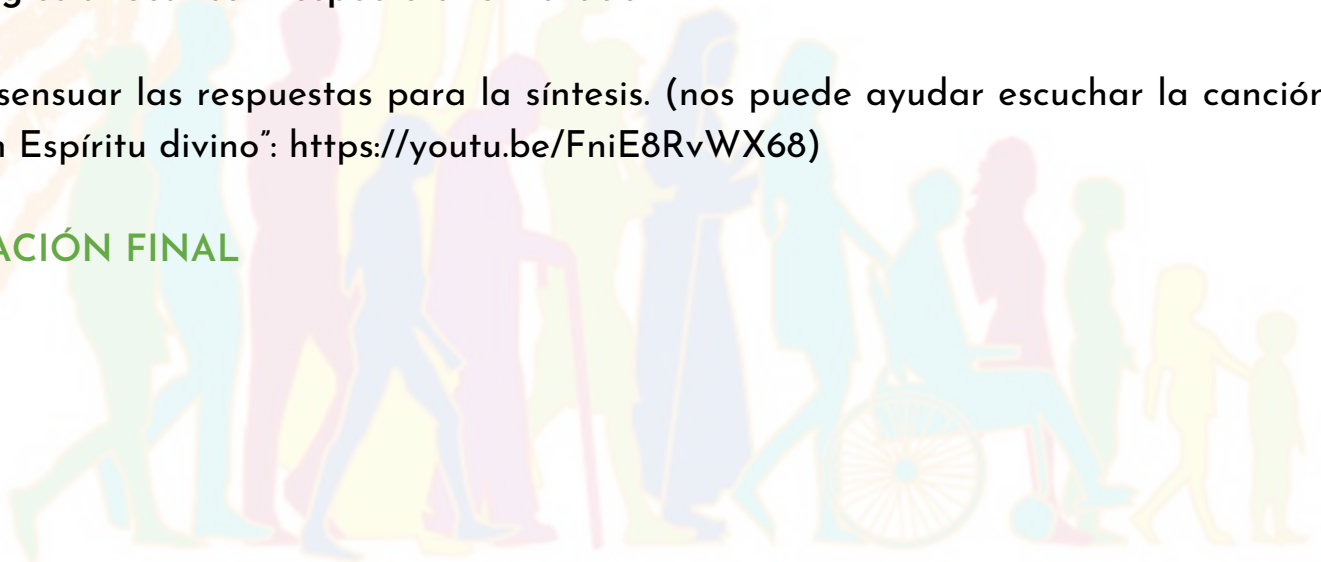 sensuar las respuestas para la síntesis. (nos puede ayudar escuchar la canción
n Espíritu divino”: https://youtu.be/FniE8RvWX68)
ACIÓN FINAL